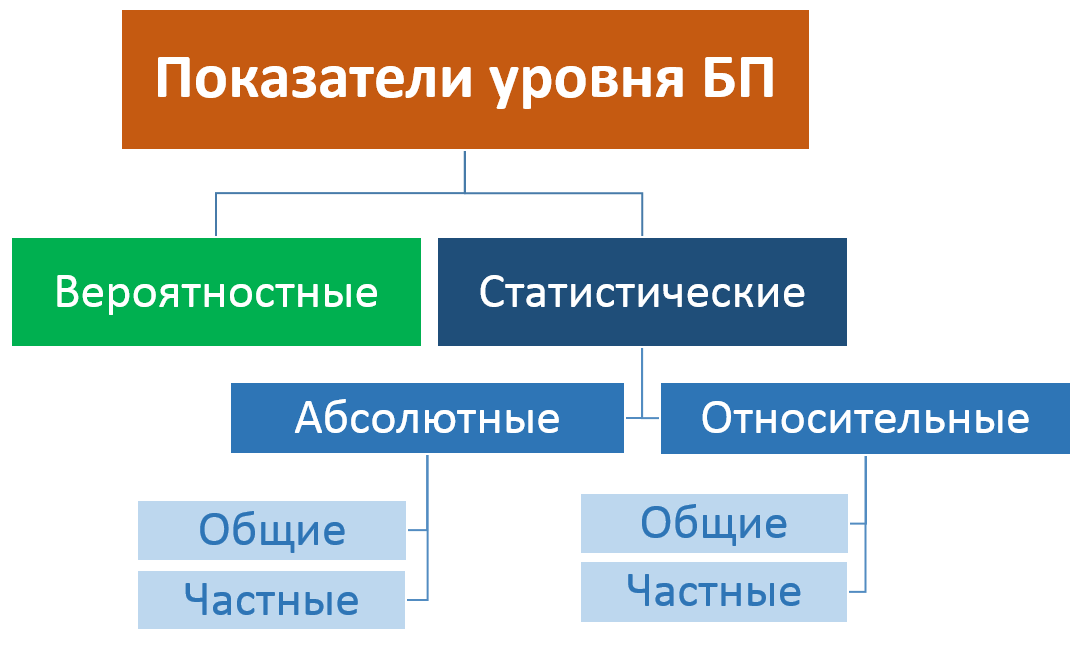 Показатели уровня БП
Вероятностные
Статистические
Абсолютные
Относительные
Общие
Частные
Общие
Частные